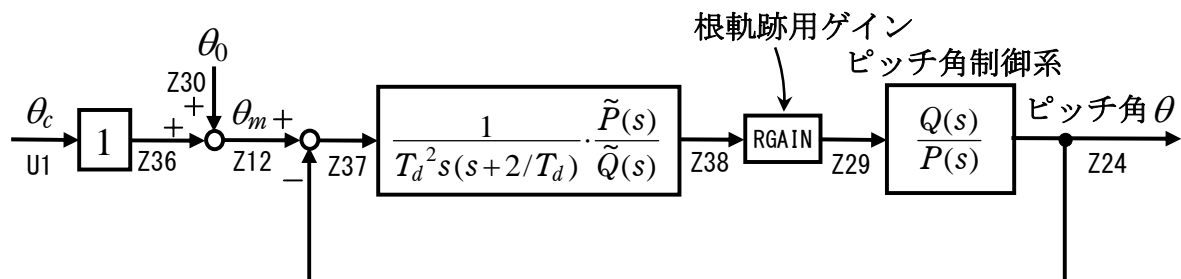 根軌跡用ゲイン
ピッチ角制御系
θ₀
Z30
+
θc
1
+
θm
+
−
1
Td²s(s+2/Td)
·
P̃(s)
Q̃(s)
RGAIN
Q(s)
P(s)
ピッチ角θ
U1
Z36
Z12
Z37
Z38
Z29
Z24